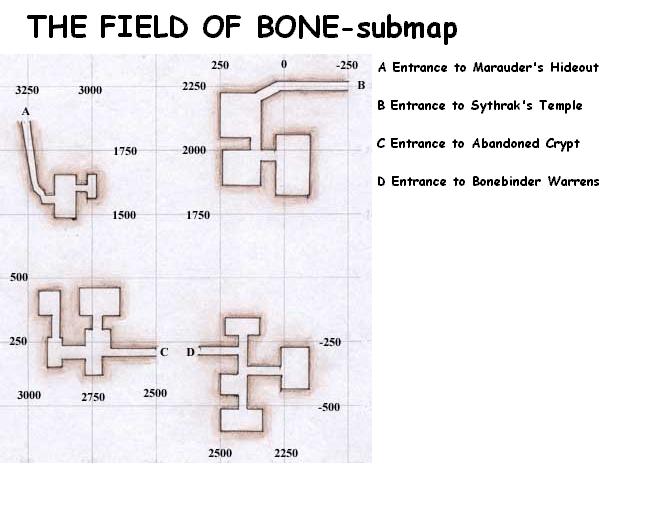 THE FIELD OF BONE-submap
250 0 -250
A Entrance to Marauder's Hideout
3250 3000 2250 B
A
B Entrance to Sythrak's Temple
C Entrance to Abandoned Crypt
1750 2000
D Entrance to Bonebinder Warrens
1500 1750
500
250 C D -250
3000 2750 2500 -500
2500 2250